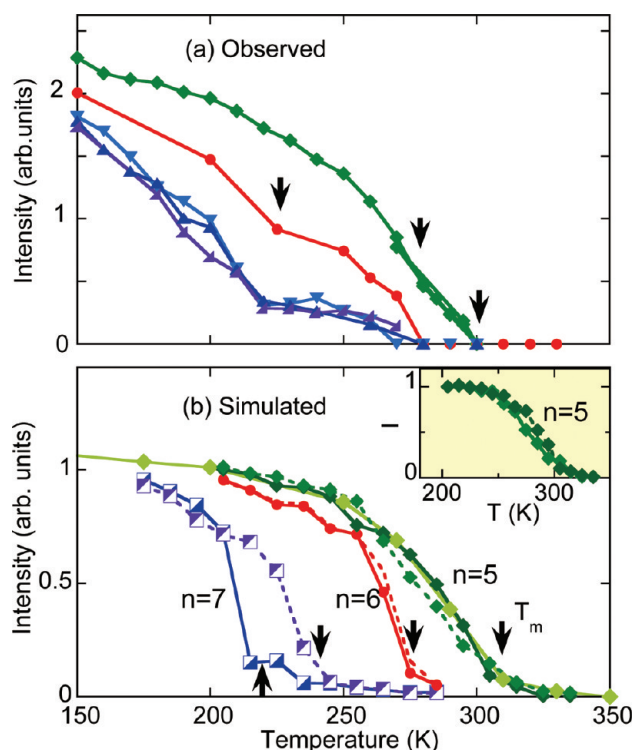 (a) Observed
Intensity (arb.units)
2
1
0
(b) Simulated
Intensity (arb. units)
1
0.5
0
n=7
n=6
n=5
Tm
I
1
0
n=5
200
300
T (K)
150
200
250
300
350
Temperature (K)